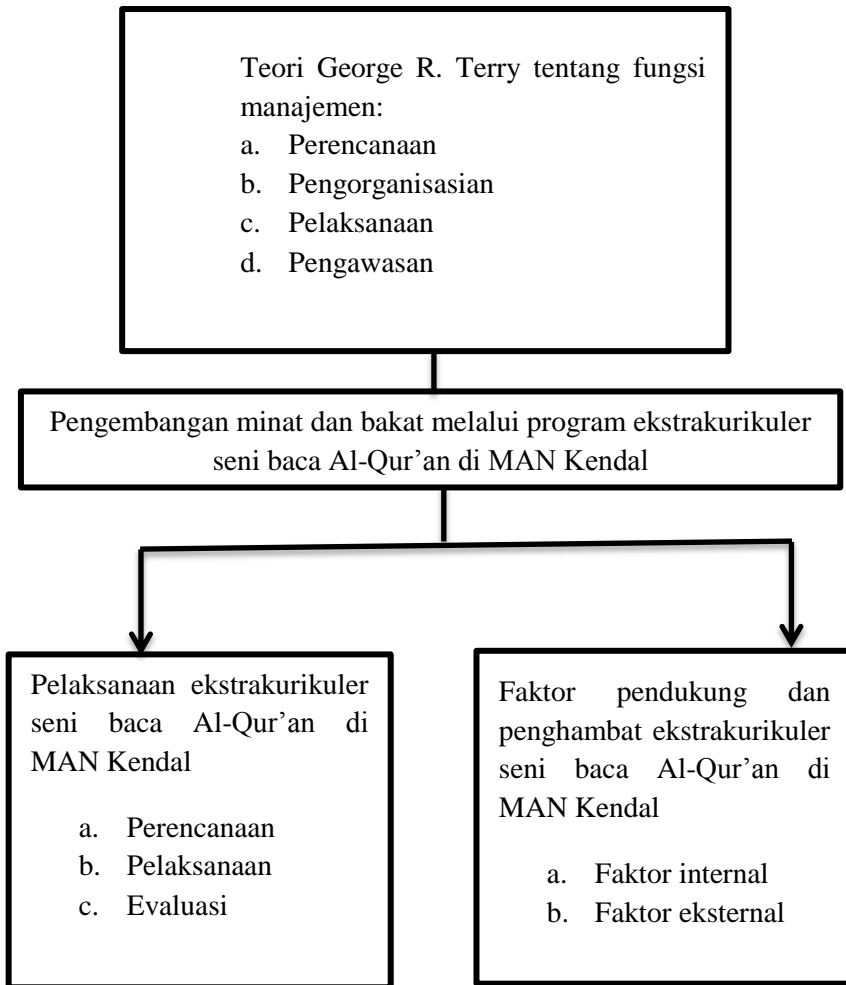 Teori George R. Terry tentang fungsi
manajemen:
a. Perencanaan
b. Pengorganisasian
c. Pelaksanaan
d. Pengawasan
Pengembangan minat dan bakat melalui program ekstrakurikuler
seni baca Al-Qur’an di MAN Kendal
Pelaksanaan ekstrakurikuler
seni baca Al-Qur’an di
MAN Kendal
a. Perencanaan
b. Pelaksanaan
c. Evaluasi
Faktor pendukung dan
penghambat ekstrakurikuler
seni baca Al-Qur’an di
MAN Kendal
a. Faktor internal
b. Faktor eksternal